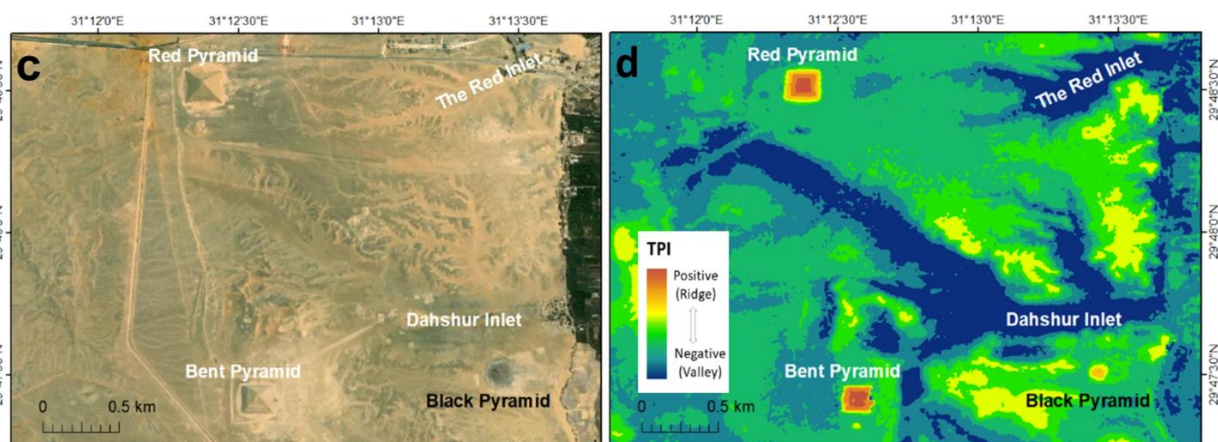 31°12'0"E 31°12'30"E 31°13'0"E 31°13'30"E
31°12'0"E 31°12'30"E 31°13'0"E 31°13'30"E
c
Red Pyramid
The Red Inlet
Dahshur Inlet
Bent Pyramid
Black Pyramid
0 0.5 km
d
Red Pyramid
The Red Inlet
29°48'30"N
29°48'0"N
29°47'30"N
TPI
Positive
(Ridge)
Negative
(Valley)
Dahshur Inlet
Bent Pyramid
Black Pyramid
0 0.5 km